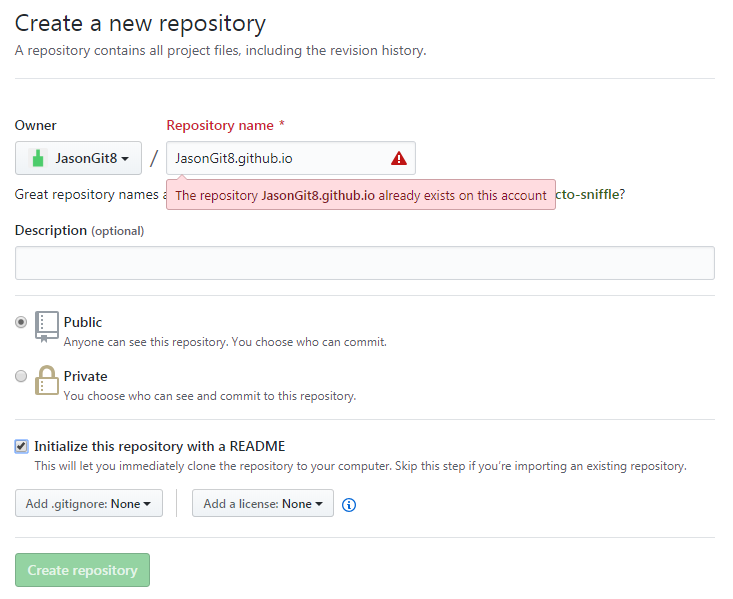 Create a new repository
A repository contains all project files, including the revision history.
Owner
Repository name *
JasonGit8
/
JasonGit8.github.io
Great repository names
The repository JasonGit8.github.io already exists on this account
cto-sniffle?
Description (optional)
Public
Anyone can see this repository. You choose who can commit.
Private
You choose who can see and commit to this repository.
Initialize this repository with a README
This will let you immediately clone the repository to your computer. Skip this step if you’re importing an existing repository.
Add .gitignore: None
Add a license: None
Create repository